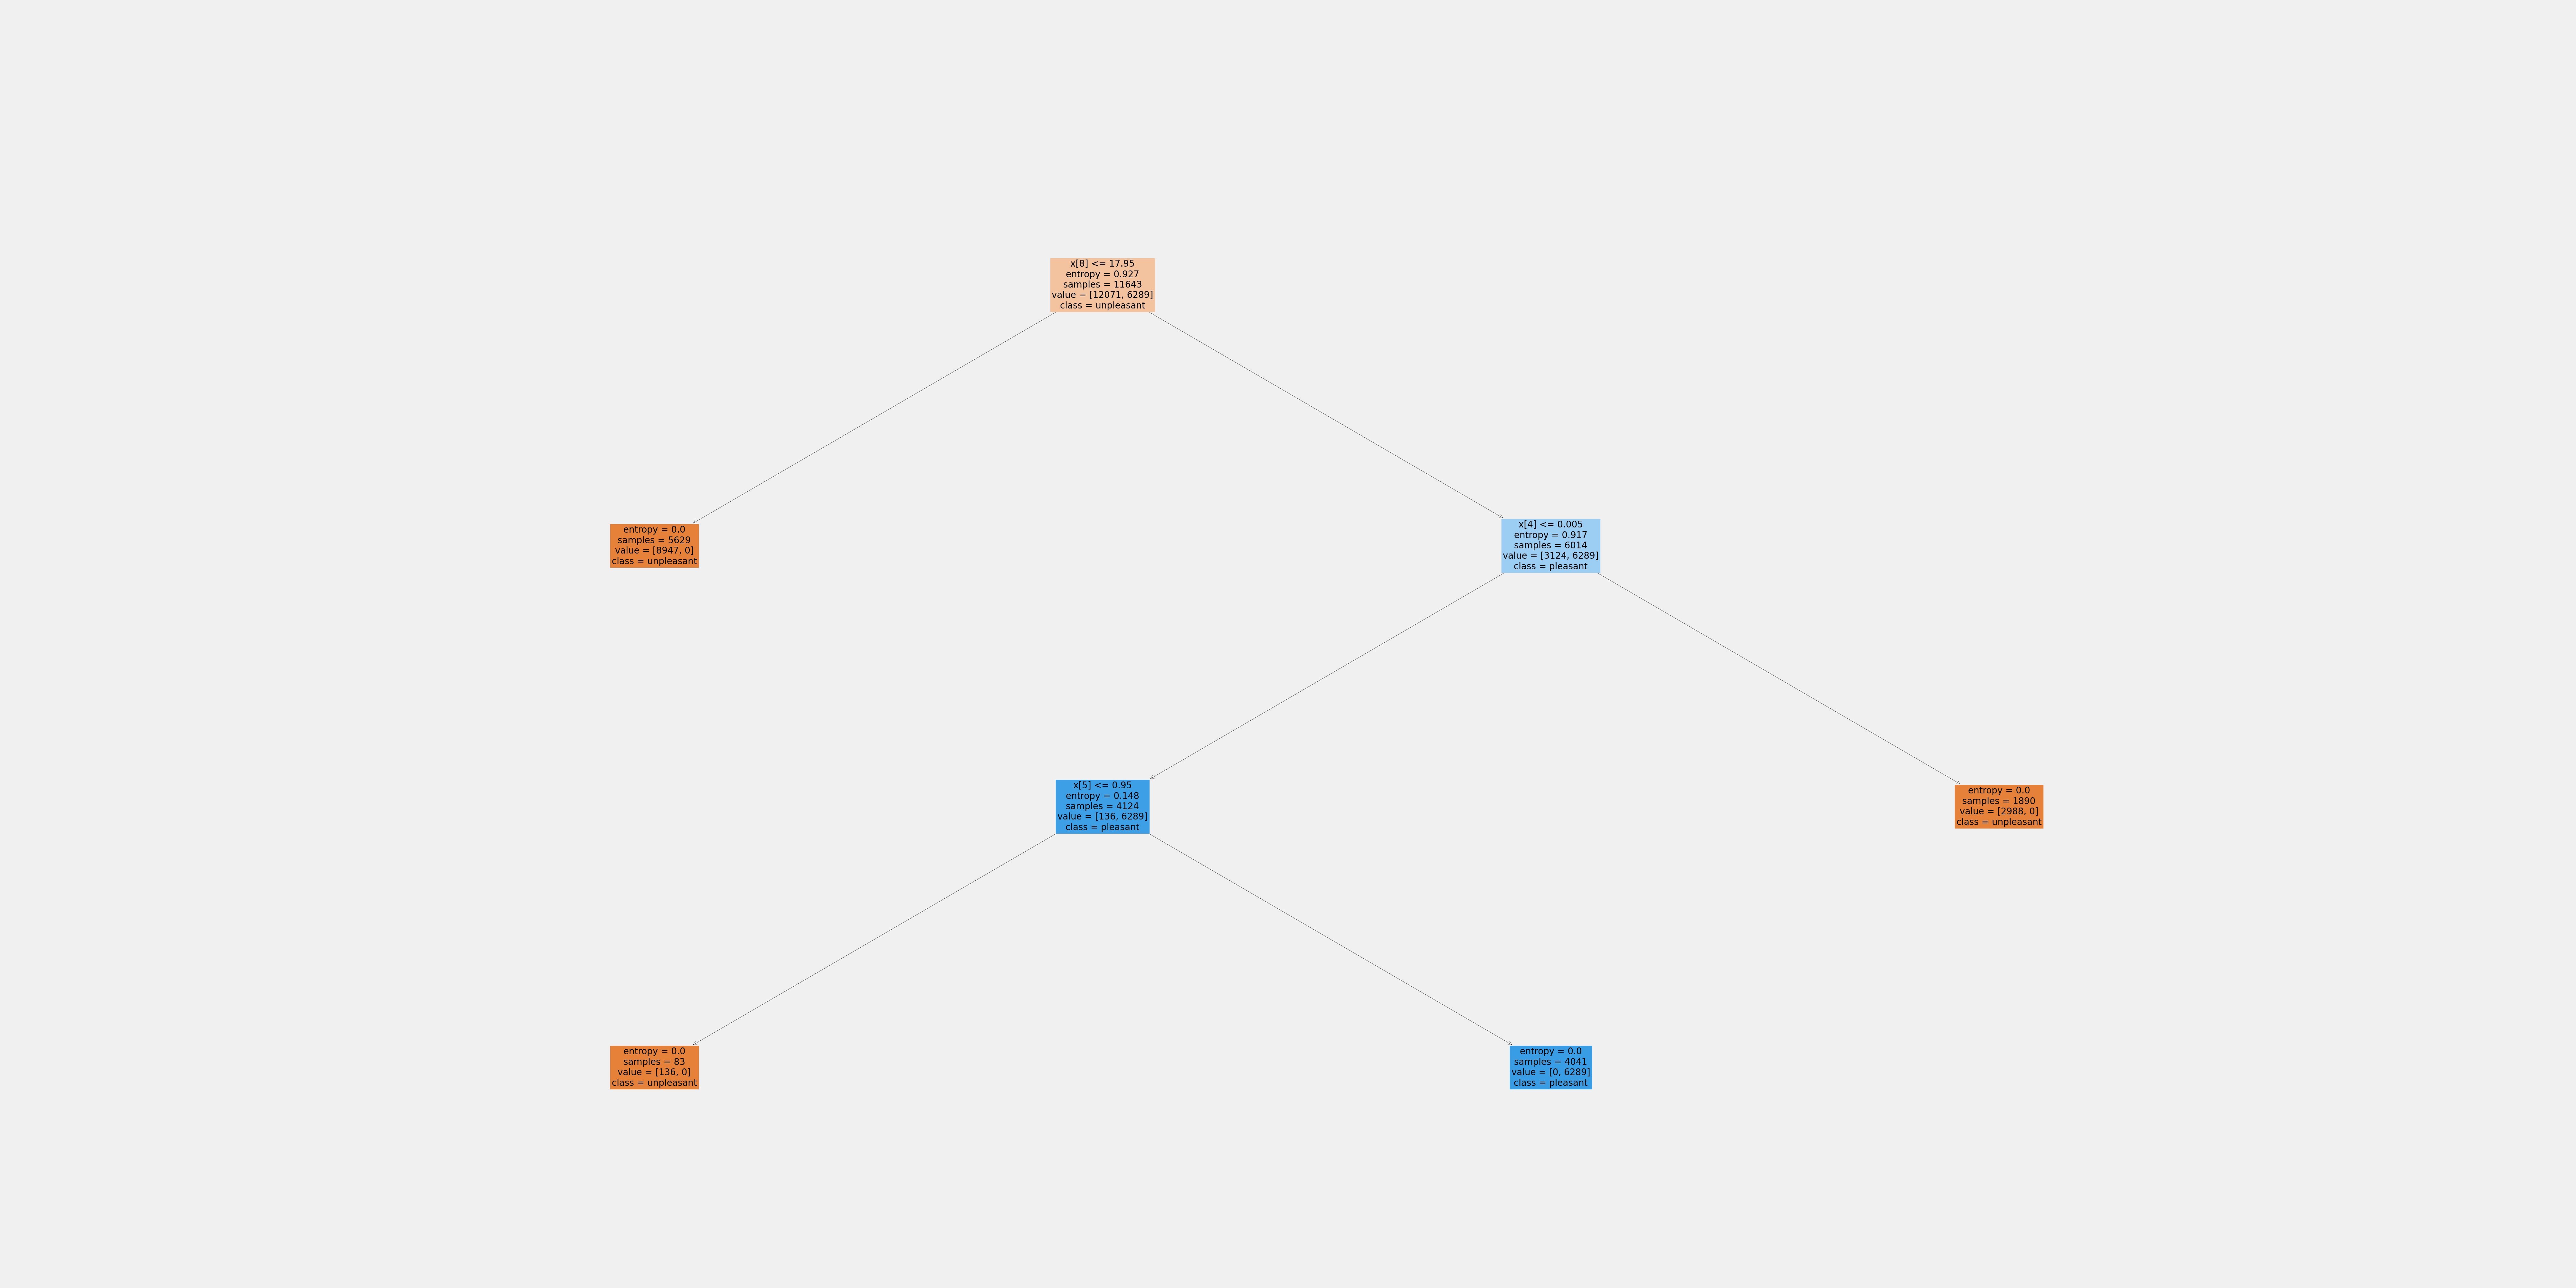 x[8] <= 17.95
entropy = 0.927
samples = 11643
value = [12071, 6289]
class = unpleasant
entropy = 0.0
samples = 5629
value = [8947, 0]
class = unpleasant
x[4] <= 0.005
entropy = 0.917
samples = 6014
value = [3124, 6289]
class = pleasant
x[5] <= 0.95
entropy = 0.148
samples = 4124
value = [136, 6289]
class = pleasant
entropy = 0.0
samples = 1890
value = [2988, 0]
class = unpleasant
entropy = 0.0
samples = 83
value = [136, 0]
class = unpleasant
entropy = 0.0
samples = 4041
value = [0, 6289]
class = pleasant